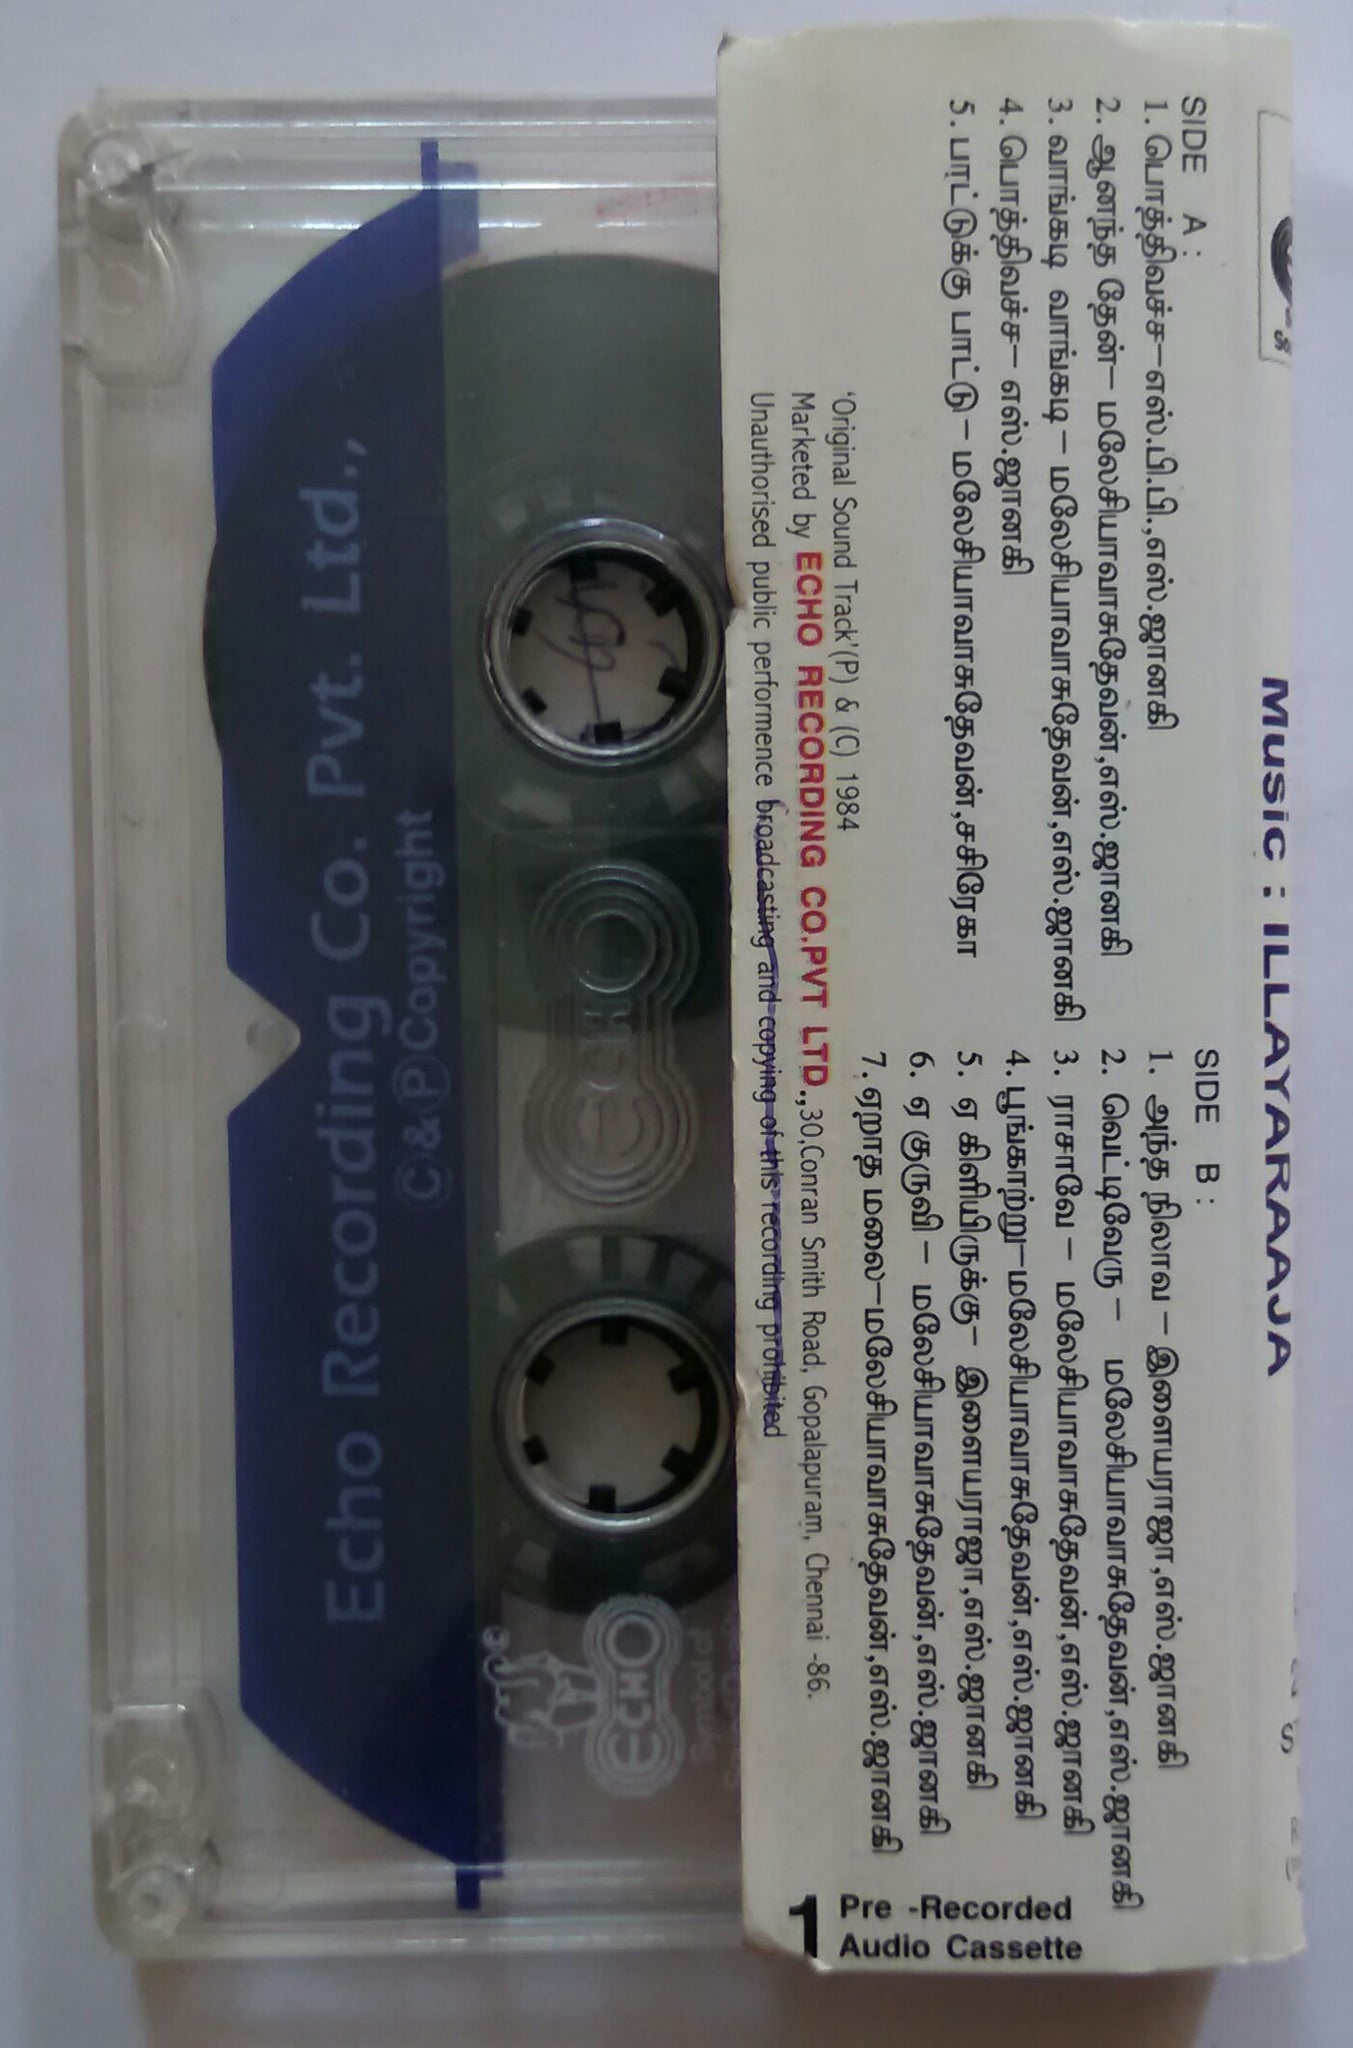 Music : ILLAYARAAJA
SIDE A :
1. பொத்திவச்ச-எஸ்.பி.பி.,எஸ்.ஜானகி
2. ஆனந்த தேன்- மலேசியாவாசுதேவன்,எஸ்.ஜானகி
3. வாங்கடி வாங்கடி- மலேசியாவாசுதேவன்,எஸ்.ஜானகி
4. பொத்திவச்ச- எஸ்.ஜானகி
5. பாட்டுக்கு பாட்டு- மலேசியாவாசுதேவன்,சசிரேகா
SIDE B :
1. அந்த நிலாவ - இளையராஜா,எஸ்.ஜானகி
2. வெட்டிவேரு- மலேசியாவாசுதேவன்,எஸ்.ஜானகி
3. ராசாவே- மலேசியாவாசுதேவன்,எஸ்.ஜானகி
4. பூங்காற்று-மலேசியாவாசுதேவன்,எஸ்.ஜானகி
5. ஏ கிளியிருக்கு- இளையராஜா,எஸ்.ஜானகி
6. ஏ குருவி- மலேசியாவாசுதேவன்,எஸ்.ஜானகி
7. ஏறாத மலை-மலேசியாவாசுதேவன்,எஸ்.ஜானகி
'Original Sound Track'(P) & (C) 1984
Marketed by ECHO RECORDING CO.PVT LTD.,30,Conran Smith Road, Gopalapuram, Chennai -86.
Unauthorised public performence broadcasting and copying of this recording prohibited
1 Pre -Recorded
Audio Cassette
ECHO
ECHO
C&PCopyright
Echo Recording Co. Pvt. Ltd.,